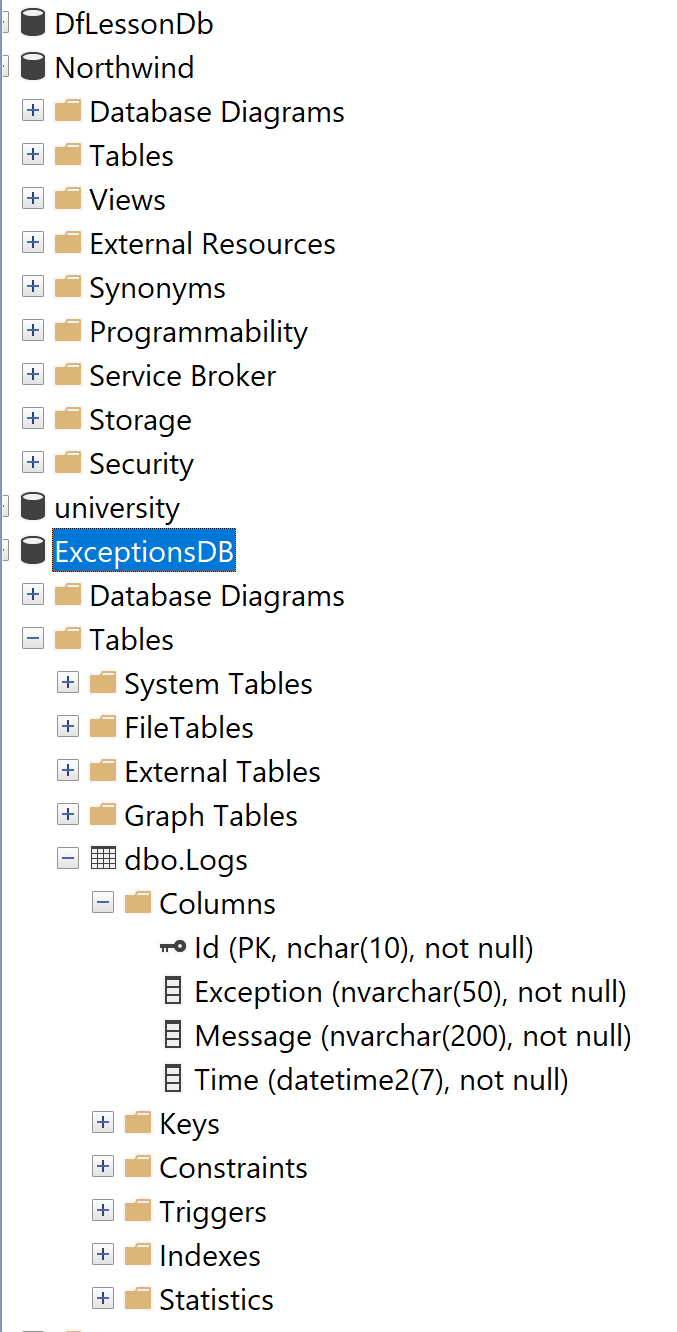 DfLessonDb
Northwind
Database Diagrams
Tables
Views
External Resources
Synonyms
Programmability
Service Broker
Storage
Security
university
ExceptionsDB
Database Diagrams
Tables
System Tables
FileTables
External Tables
Graph Tables
dbo.Logs
Columns
Id (PK, nchar(10), not null)
Exception (nvarchar(50), not null)
Message (nvarchar(200), not null)
Time (datetime2(7), not null)
Keys
Constraints
Triggers
Indexes
Statistics